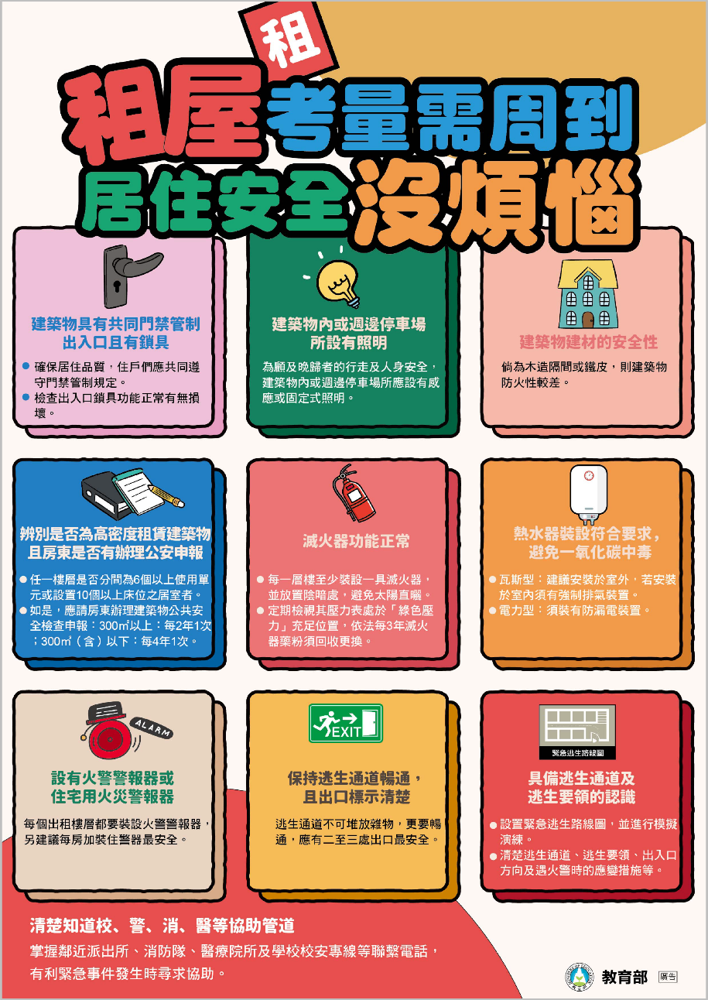 租
租屋考量需周到
居住安全沒煩惱
建築物具有共同門禁管制
出入口且有鎖具
確保居住品質，住戶們應共同遵
守門禁管制規定。
檢查出入口鎖具功能正常有無損
壞。
建築物內或週邊停車場
所設有照明
為顧及晚歸者的行走及人身安全，
建築物內或週邊停車場所應設有感
應或固定式照明。
建築物建材的安全性
倘為木造隔間或鐵皮，則建築物
防火性較差。
辨別是否為高密度租賃建築物
且房東是否有辦理公安申報
任一樓層是否分間為6個以上使用單
元或設置10個以上床位之居室者。
如是，應請房東辦理建築物公共安
全檢查申報：300㎡以上：每2年1次
；300㎡（含）以下：每4年1次。
滅火器功能正常
每一層樓至少裝設一具滅火器，
並放置陰暗處，避免太陽直曬。
定期檢視其壓力表處於「綠色壓
力」充足位置，依法每3年滅火
器藥粉須回收更換。
熱水器裝設符合要求，
避免一氧化碳中毒
瓦斯型：建議安裝於室外，若安裝
於室內須有強制排氣裝置。
電力型：須裝有防漏電裝置。
ALARM
設有火警警報器或
住宅用火災警報器
每個出租樓層都要裝設火警警報器，
另建議每房加裝住警器最安全。
EXIT
保持逃生通道暢通，
且出口標示清楚
逃生通道不可堆放雜物，更要暢
通，應有二至三處出口最安全。
緊急逃生路線圖
具備逃生通道及
逃生要領的認識
設置緊急逃生路線圖，並進行模擬
演練。
清楚逃生通道、逃生要領、出入口
方向及遇火警時的應變措施等。
清楚知道校、警、消、醫等協助管道
掌握鄰近派出所、消防隊、醫療院所及學校校安專線等聯繫電話，
有利緊急事件發生時尋求協助。
教育部 廣告